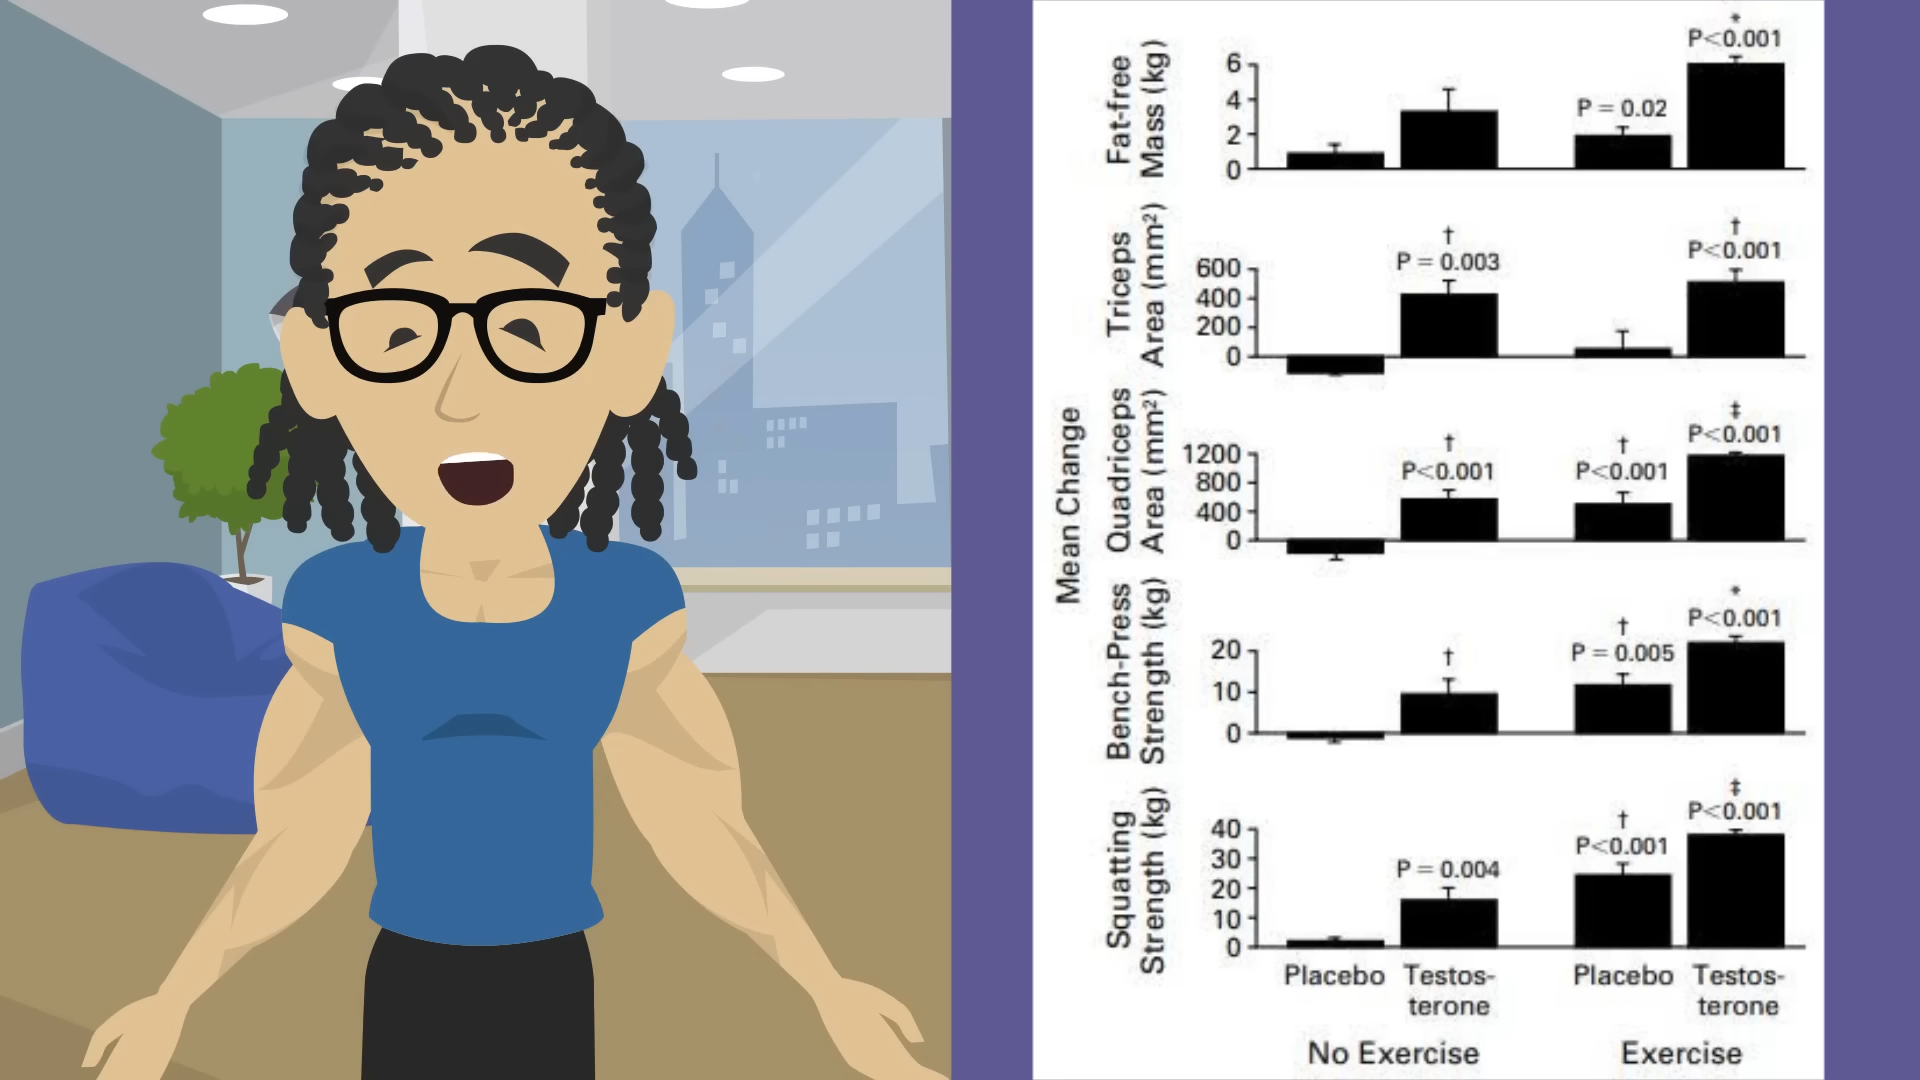 Mean Change
Fat-free
Mass (kg)
6
4
2
0
P = 0.02
*
P<0.001
Triceps
Area (mm²)
600
400
200
0
†
P = 0.003
†
P<0.001
Quadriceps
Area (mm²)
1200
800
400
0
†
P<0.001
†
P<0.001
‡
P<0.001
Bench-Press
Strength (kg)
20
10
0
†
†
P = 0.005
*
P<0.001
Squatting
Strength (kg)
40
30
20
10
0
P = 0.004
†
P<0.001
‡
P<0.001
Placebo Testos- Placebo Testos-
terone terone
No Exercise Exercise